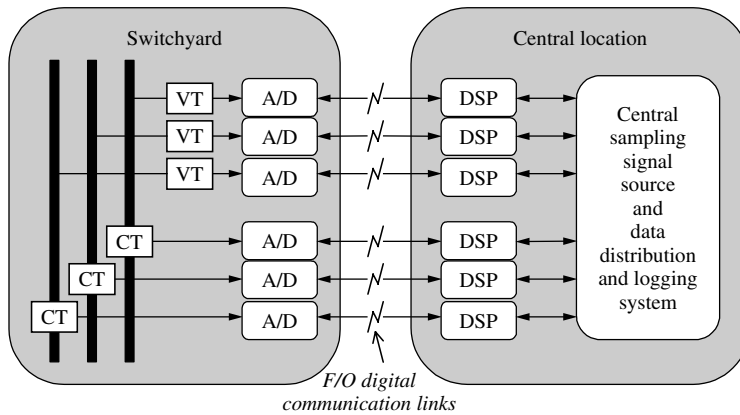 Switchyard
Central location
VT
A/D
DSP
VT
A/D
DSP
VT
A/D
DSP
CT
A/D
DSP
CT
A/D
DSP
CT
A/D
DSP
Central
sampling
signal
source
and
data
distribution
and logging
system
F/O digital
communication links